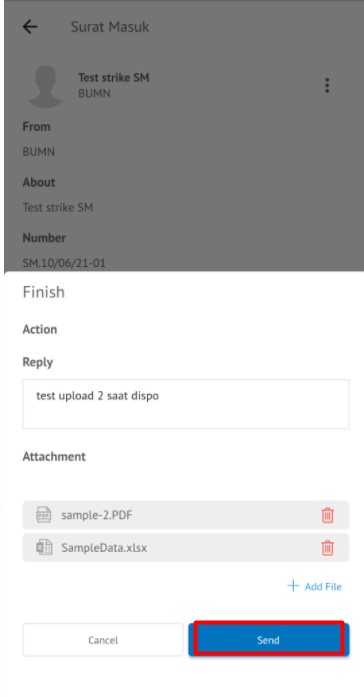 Surat Masuk
Test strike SM
BUMN
From
BUMN
About
Test strike SM
Number
SM.10/06/21-01
Finish
Action
Reply
test upload 2 saat dispo
Attachment
sample-2.PDF
SampleData.xlsx
Add File
Cancel
Send